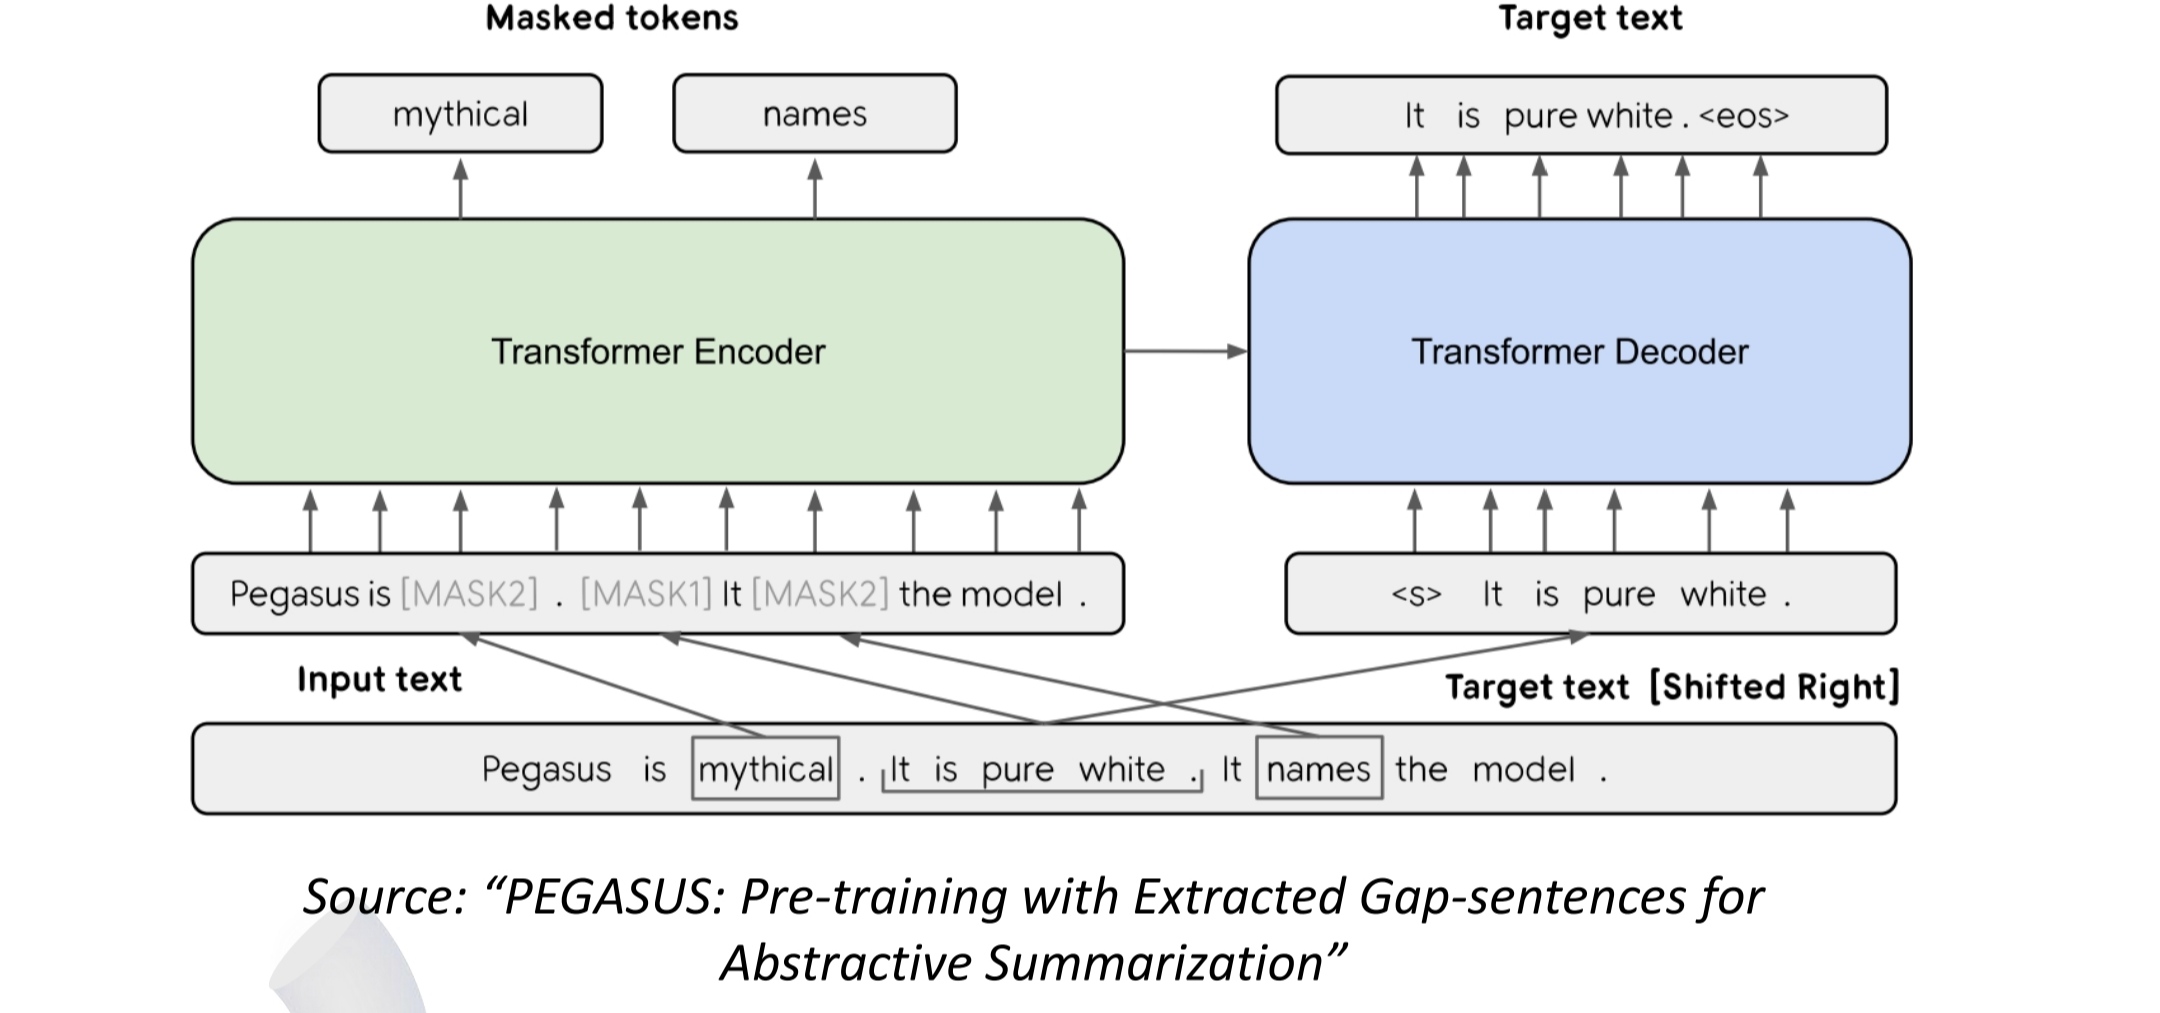 Masked tokens
Target text
mythical
names
It is pure white . <eos>
Transformer Encoder
Transformer Decoder
Pegasus is [MASK2] . [MASK1] It [MASK2] the model .
<s> It is pure white .
Input text
Target text [Shifted Right]
Pegasus is mythical . It is pure white . It names the model .
Source: “PEGASUS: Pre-training with Extracted Gap-sentences for
Abstractive Summarization”